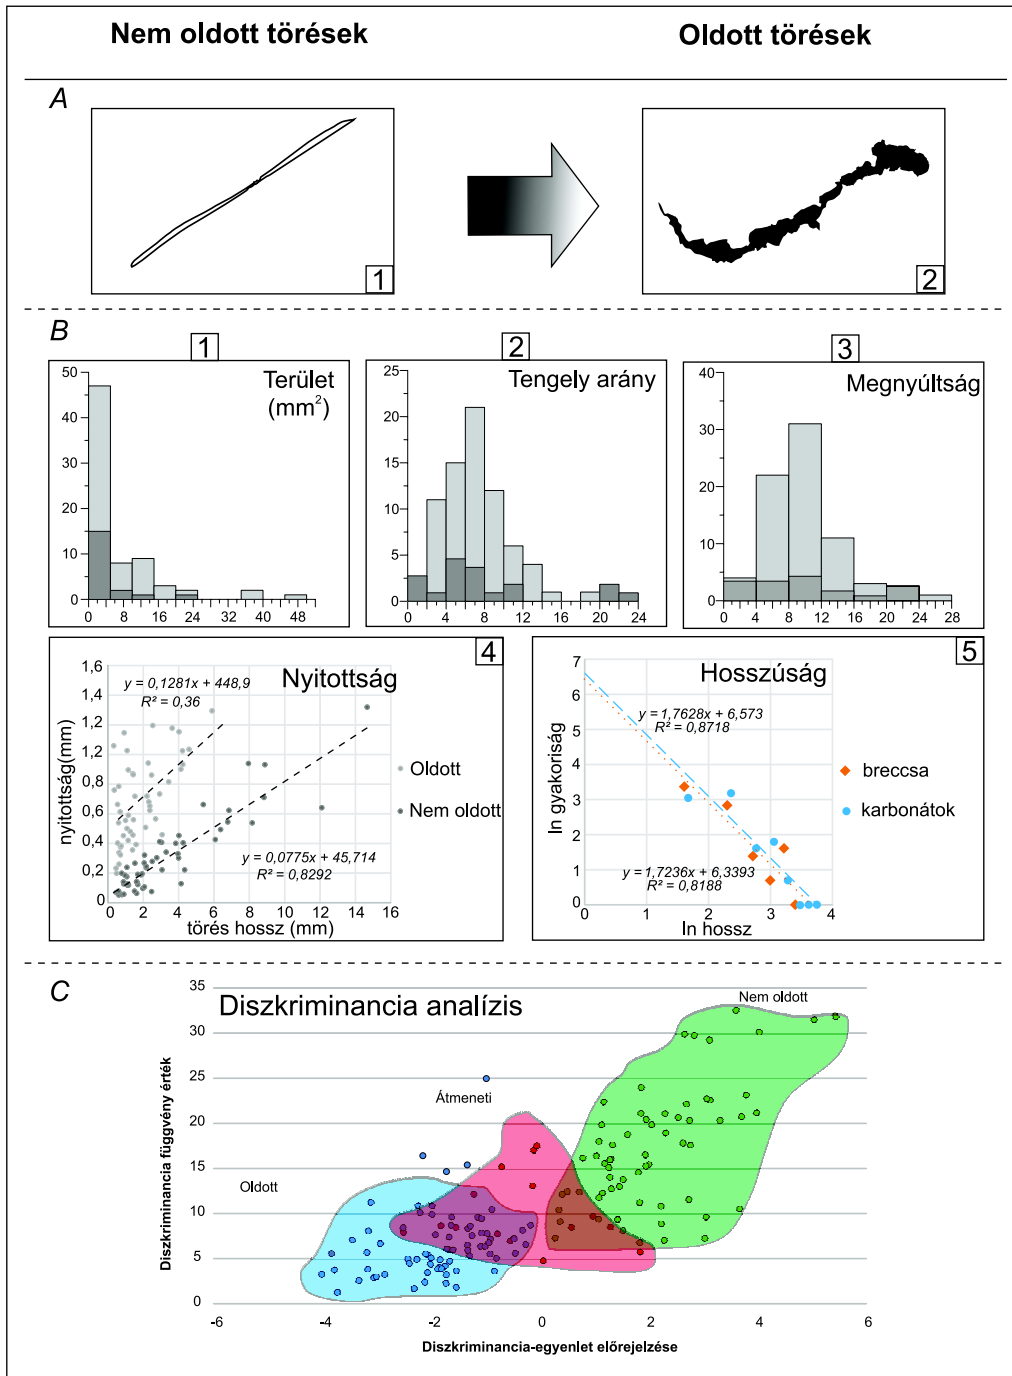 Nem oldott törések
Oldott törések
A
1
2
B
1
2
3
Terület
(mm²)
50
40
30
20
10
0
0 8 16 24 32 40 48
Tengely arány
25
20
15
10
5
0
0 4 8 12 16 20 24
Megnyúltság
40
30
20
10
0
0 4 8 12 16 20 24 28
4
Nyitottság
1,6
1,4
1,2
1,2
0,8
0,6
0,4
0,2
0
0 2 4 6 8 10 12 14 16
nyitottság(mm)
törés hossz (mm)
y = 0,1281x + 448,9
R² = 0,36
y = 0,0775x + 45,714
R² = 0,8292
Oldott
Nem oldott
5
Hosszúság
7
6
5
4
3
2
1
0
0 1 2 3 4
ln gyakoriság
ln hossz
y = 1,7628x + 6,573
R² = 0,8718
y = 1,7236x + 6,3393
R² = 0,8188
breccsa
karbonátok
C
Diszkriminancia analízis
35
30
25
20
15
10
5
0
-6 -4 -2 0 2 4 6
Diszkriminancia függvény érték
Nem oldott
Átmeneti
Oldott
Diszkriminancia-egyenlet előrejelzése